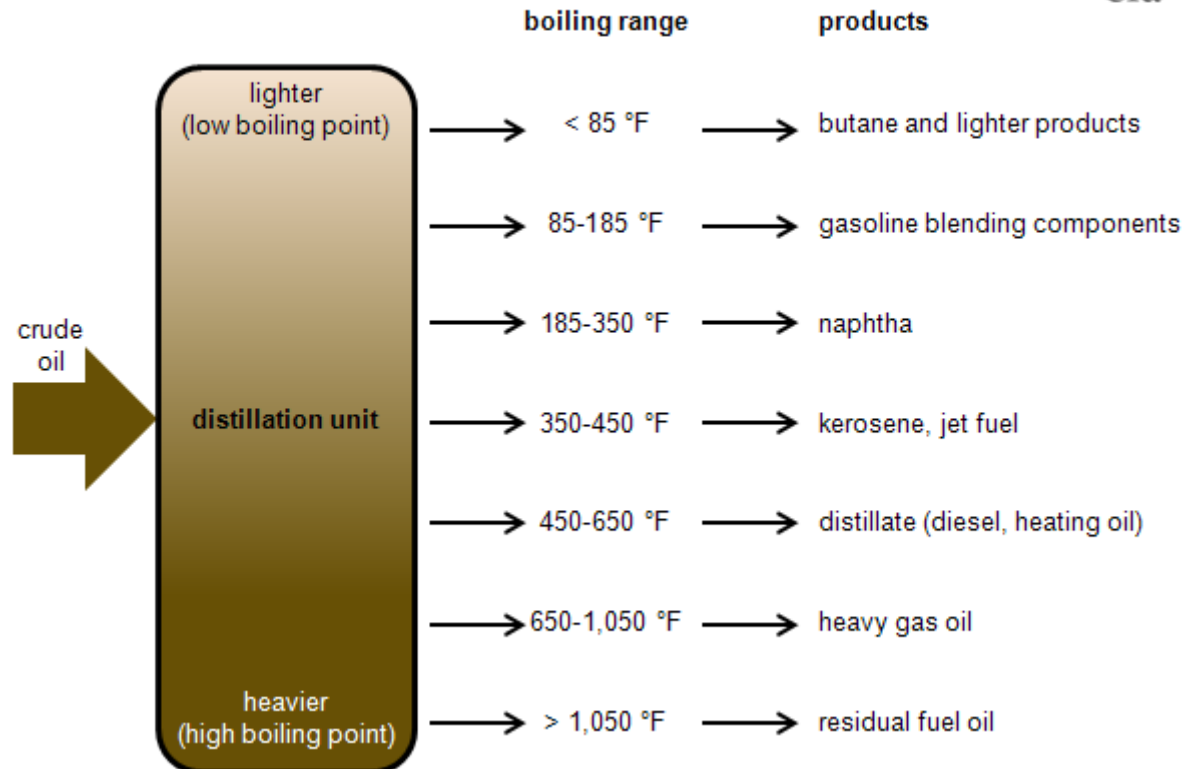 boiling range products
lighter
(low boiling point)
< 85 °F butane and lighter products
85-185 °F gasoline blending components
185-350 °F naphtha
crude
oil
distillation unit
350-450 °F kerosene, jet fuel
450-650 °F distillate (diesel, heating oil)
650-1,050 °F heavy gas oil
heavier
(high boiling point)
> 1,050 °F residual fuel oil